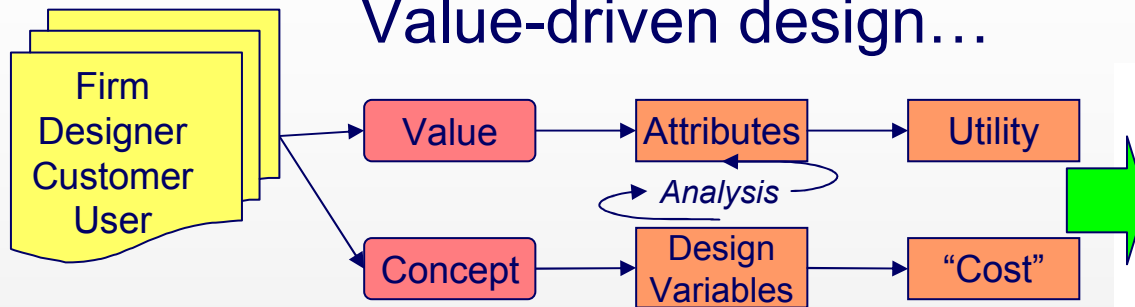 Value-driven design…
Firm
Designer
Customer
User
Value
Attributes
Utility
Analysis
Concept
Design
Variables
“Cost”